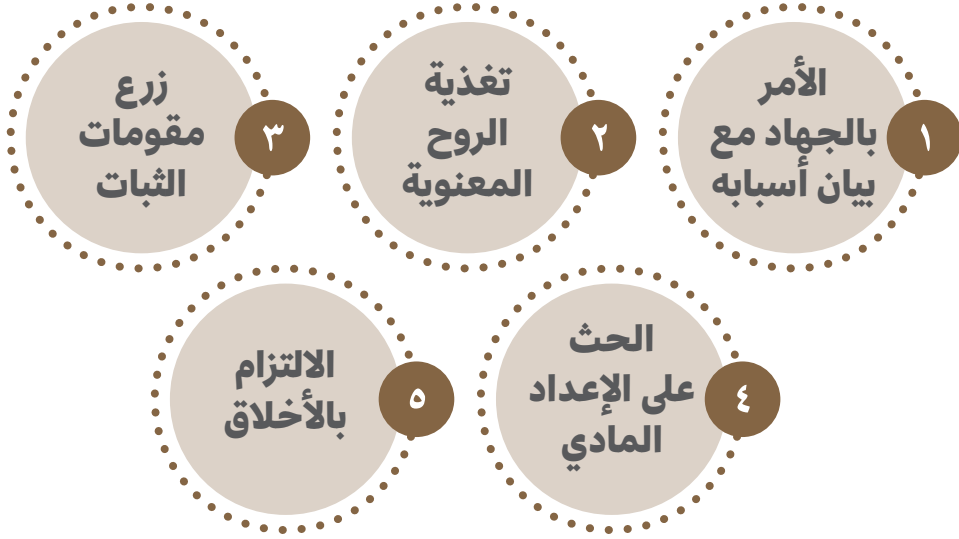 ١
الأمر
بالجهاد مع
بيان أسبابه
٢
تغذية
الروح
المعنوية
٣
زرع
مقومات
الثبات
٤
الحث
على الإعداد
المادي
٥
الالتزام
بالأخلاق